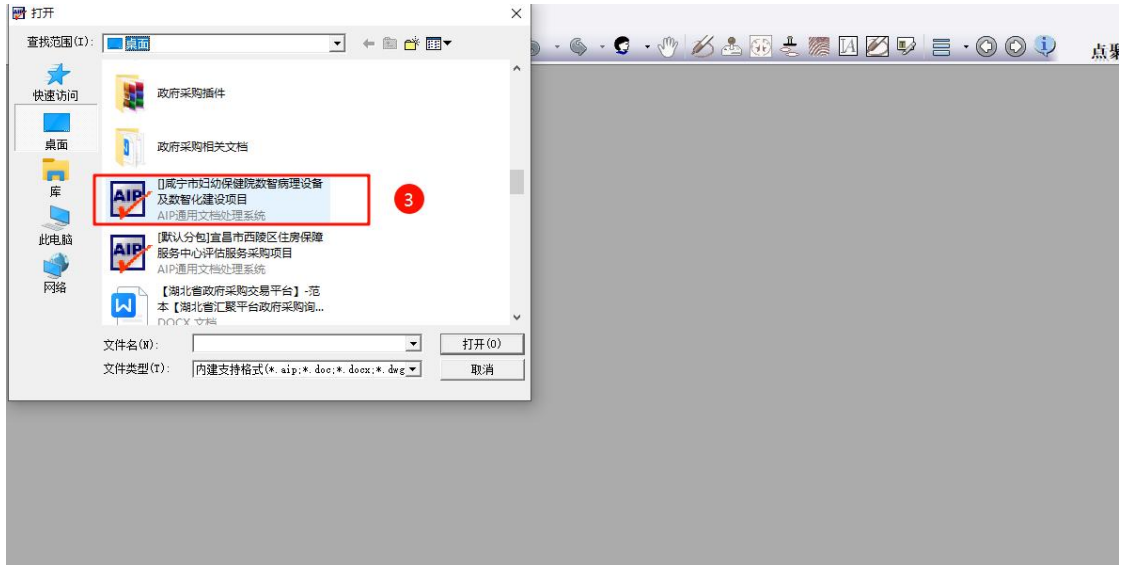 打开
查找范围(I):
桌面
点聚
快速访问
桌面
库
此电脑
网络
政府采购插件
政府采购相关文档
[]咸宁市妇幼保健院数智病理设备
及数智化建设项目
AIP通用文档处理系统
AIP
3
[默认分包]宜昌市西陵区住房保障
服务中心评估服务采购项目
AIP通用文档处理系统
AIP
【湖北省政府采购交易平台】-范
本【湖北省汇聚平台政府采购询...
DOCX 文档
文件名(N):
打开(O)
文件类型(T):
内建支持格式(*.aip;*.doc;*.docx;*.dwg
取消